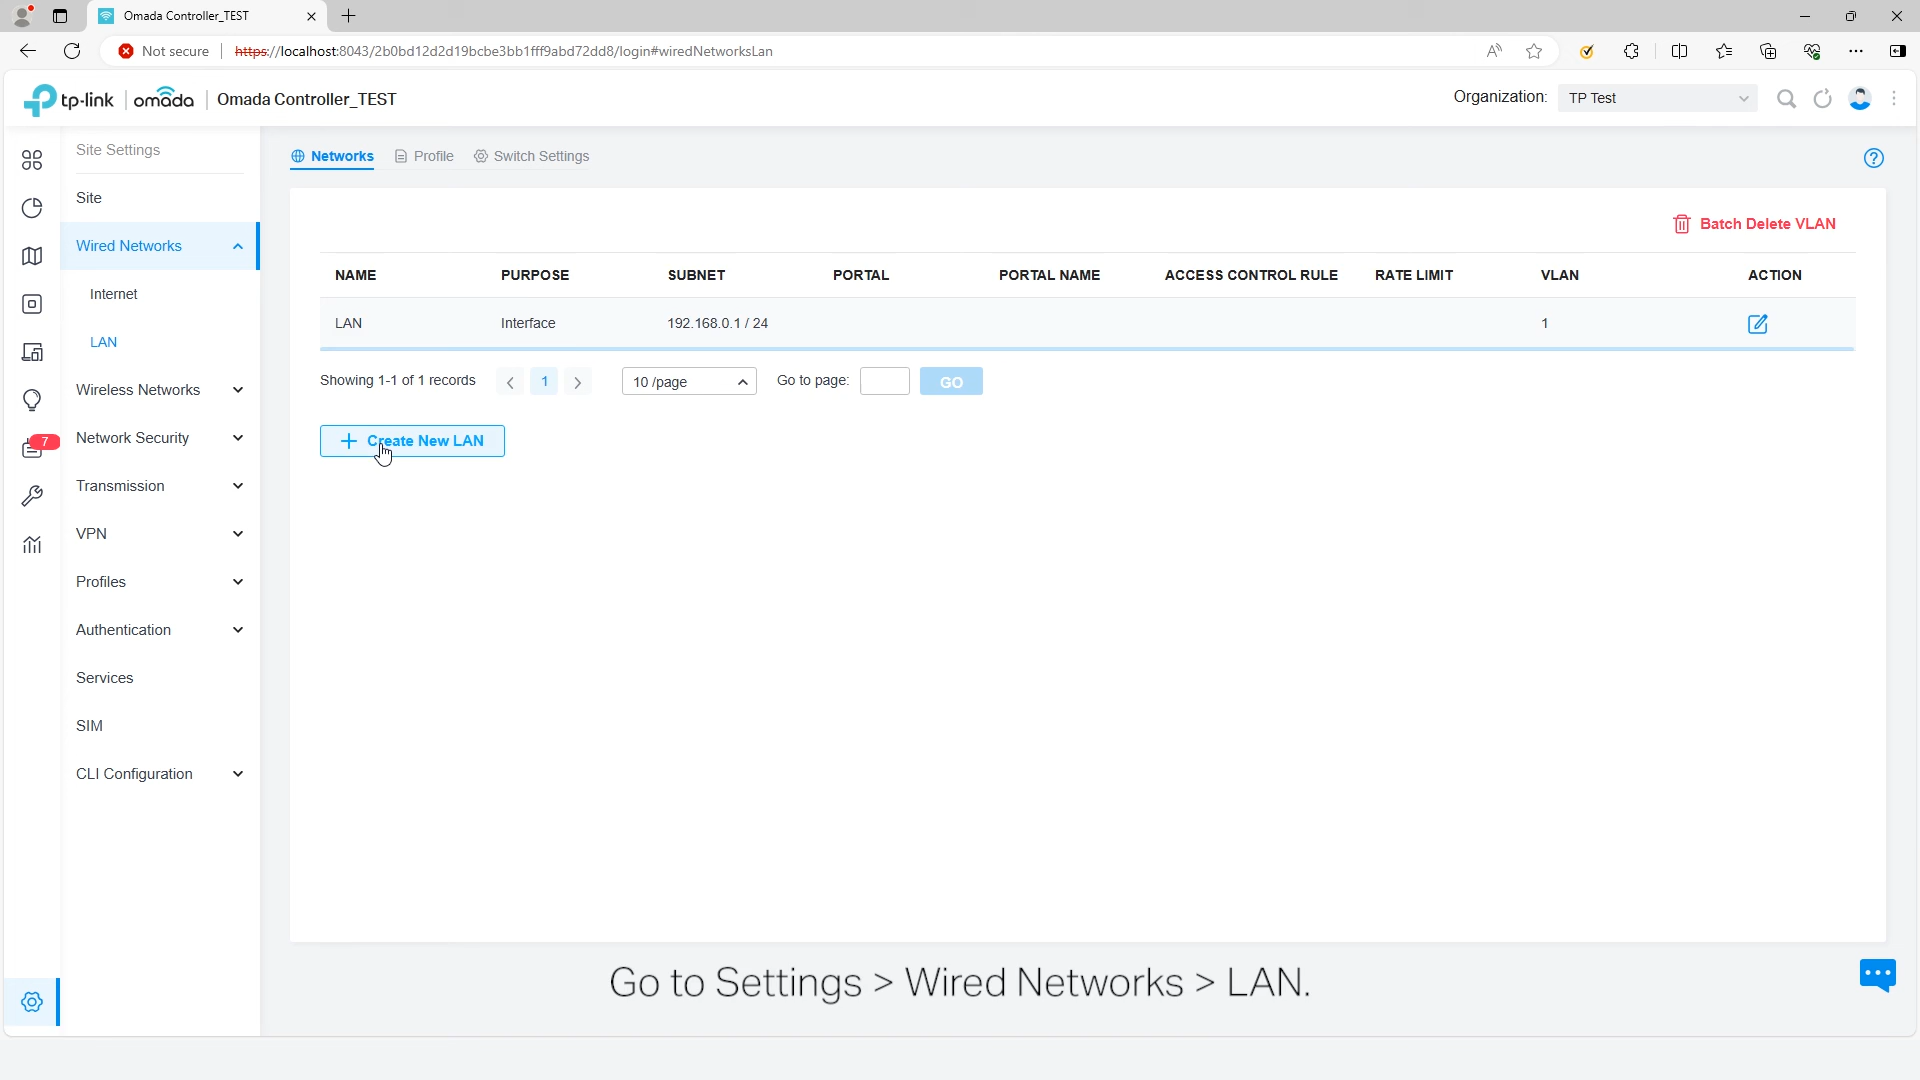 Omada Controller_TEST
Not secure
https://localhost:8043/2b0bd12d2d19bcbe3bb1fff9abd72dd8/login#wiredNetworksLan
tp-link omada Omada Controller_TEST
Organization: TP Test
Site Settings
Networks Profile Switch Settings
Site
Batch Delete VLAN
Wired Networks
NAME PURPOSE SUBNET PORTAL PORTAL NAME ACCESS CONTROL RULE RATE LIMIT VLAN ACTION
Internet
LAN Interface 192.168.0.1 / 24 1
LAN
Showing 1-1 of 1 records 1 10 /page Go to page: GO
Wireless Networks
7
Network Security
Create New LAN
Transmission
VPN
Profiles
Authentication
Services
SIM
CLI Configuration
Go to Settings > Wired Networks > LAN.